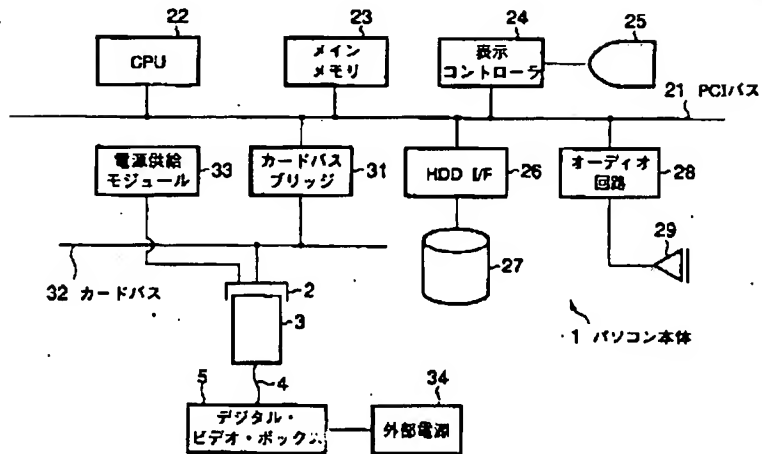 22
CPU
23
メイン
メモリ
24
表示
コントローラ
25
21 PCIバス
電源供給
モジュール
33
カードバス
ブリッジ
31
HDD I/F
26
オーディオ
回路
28
32 カードバス
2
3
27
29
1 パソコン本体
4
5
デジタル・
ビデオ・ボックス
34
外部電源